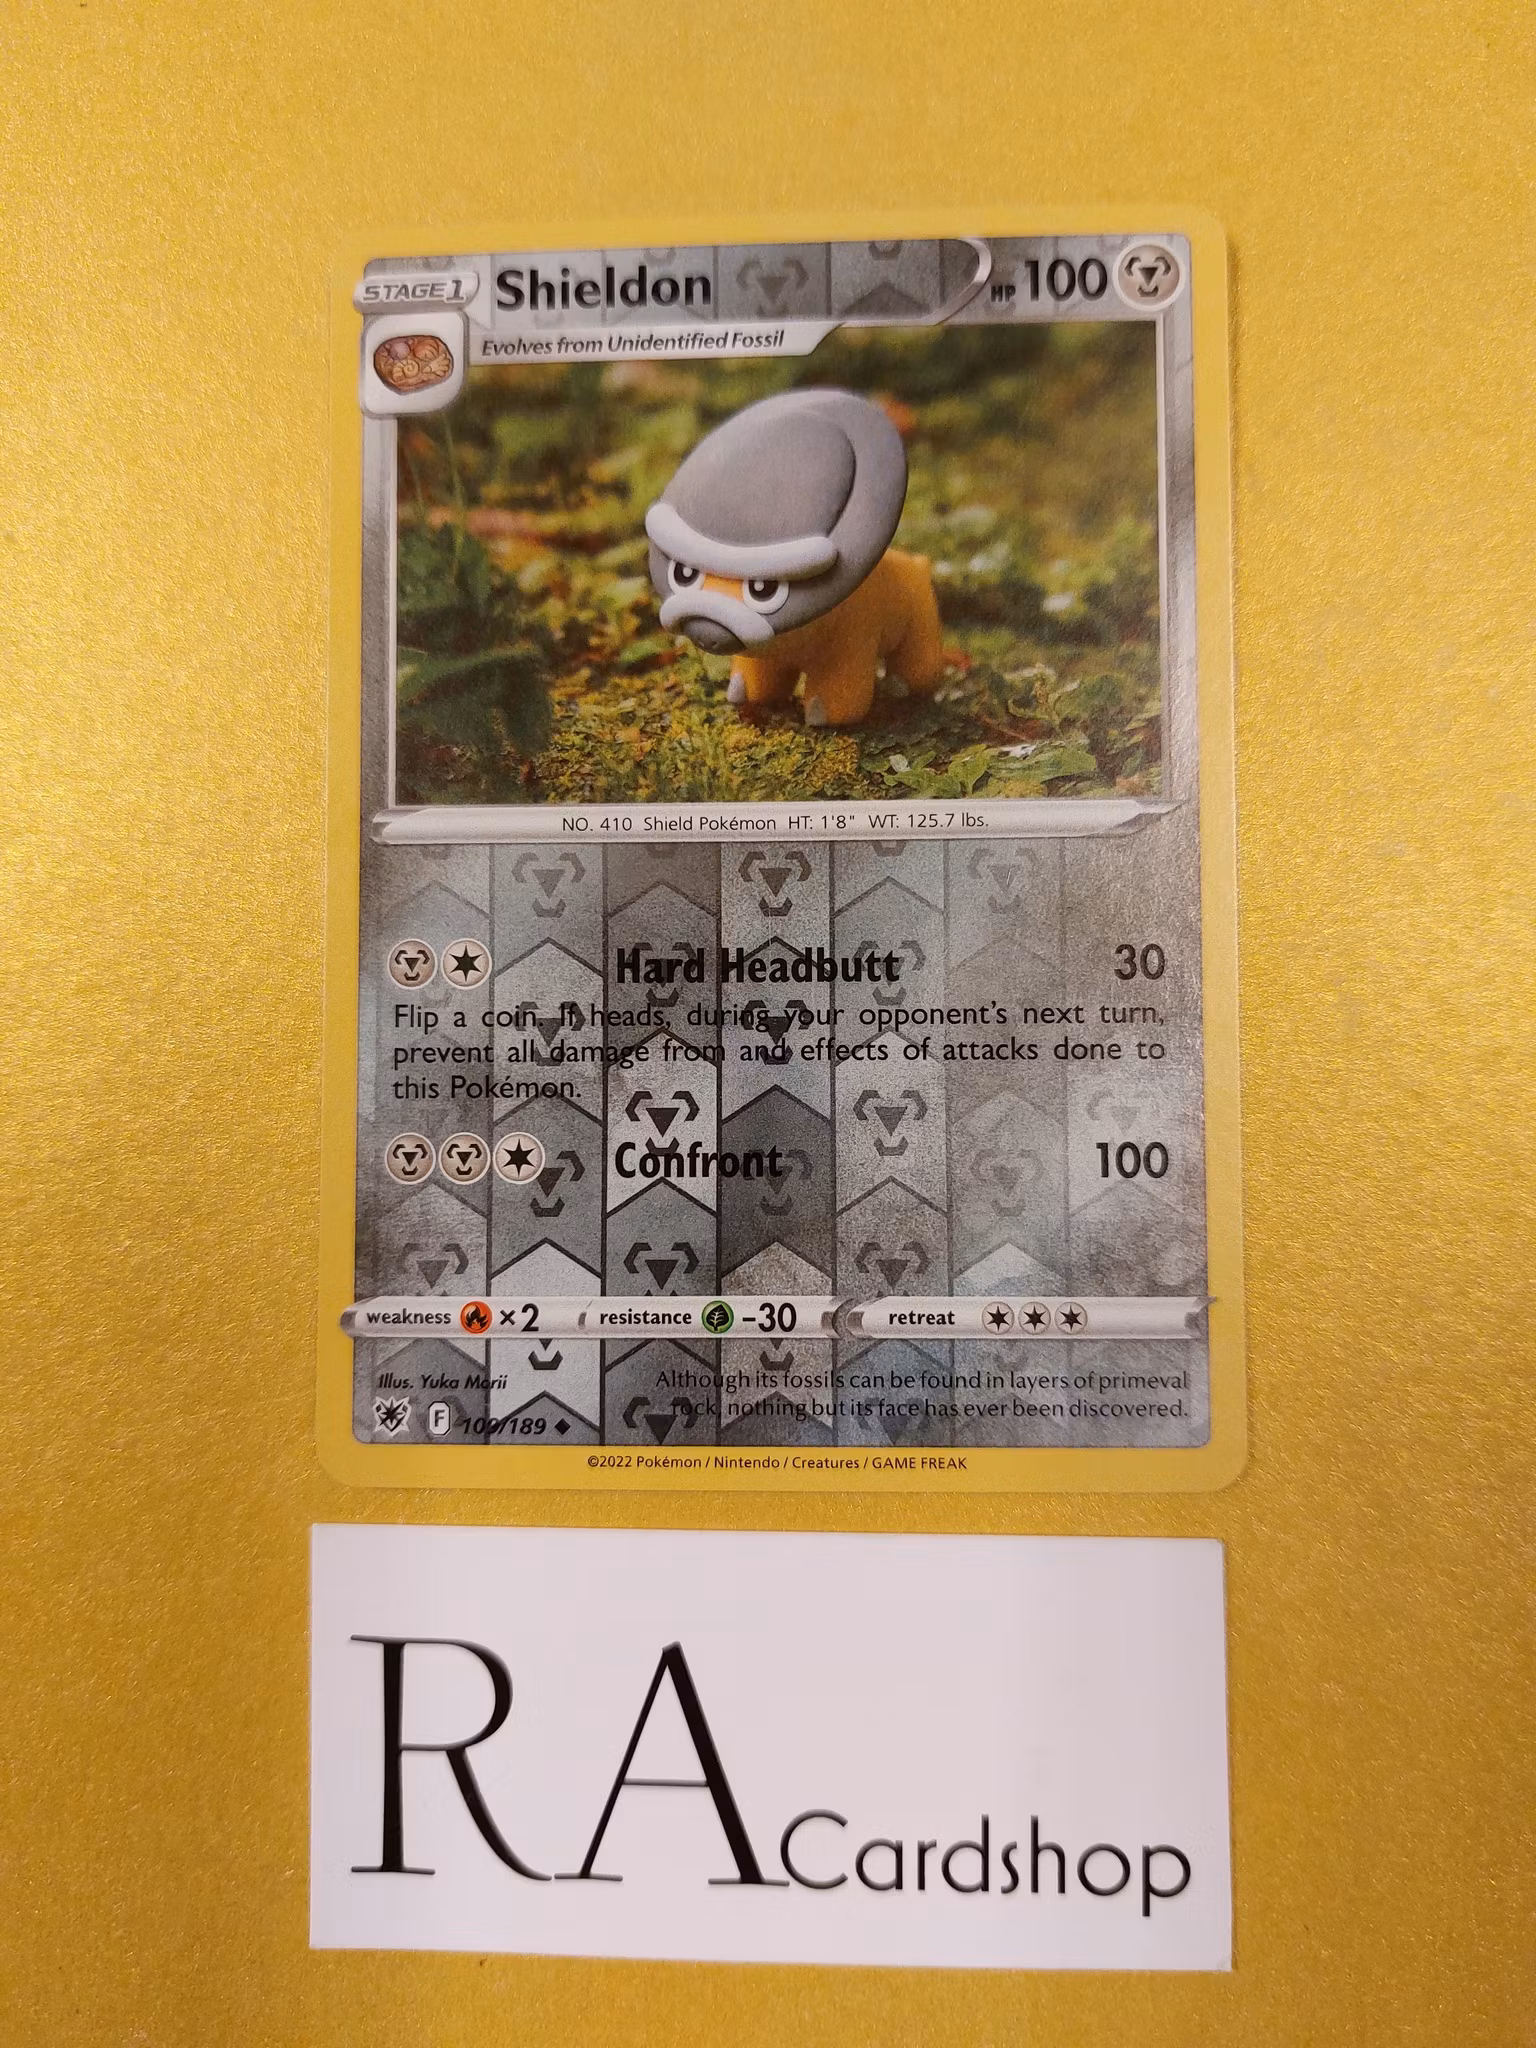 STAGE 1 Shieldon HP 100
Evolves from Unidentified Fossil
NO. 410 Shield Pokémon HT: 1'8" WT: 125.7 lbs.
Hard Headbutt 30
Flip a coin. If heads, during your opponent's next turn,
prevent all damage from and effects of attacks done to
this Pokémon.
Confront 100
weakness ×2 resistance -30 retreat
Illus. Yuka Morii
Although its fossils can be found in layers of primeval
rock, nothing but its face has ever been discovered.
F 109/189
©2022 Pokémon / Nintendo / Creatures / GAME FREAK
RA Cardshop